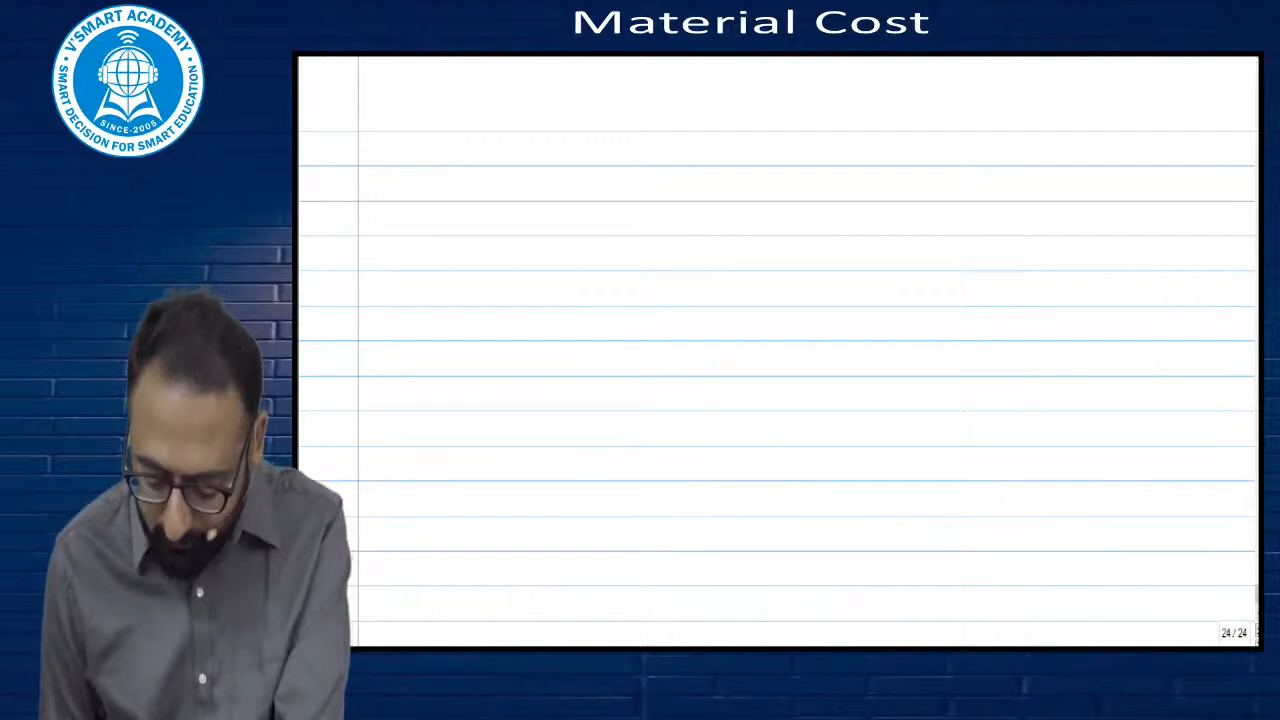 Material Cost
V'SMART ACADEMY
SMART DECISION FOR SMART EDUCATION
SINCE-2005
24 / 24